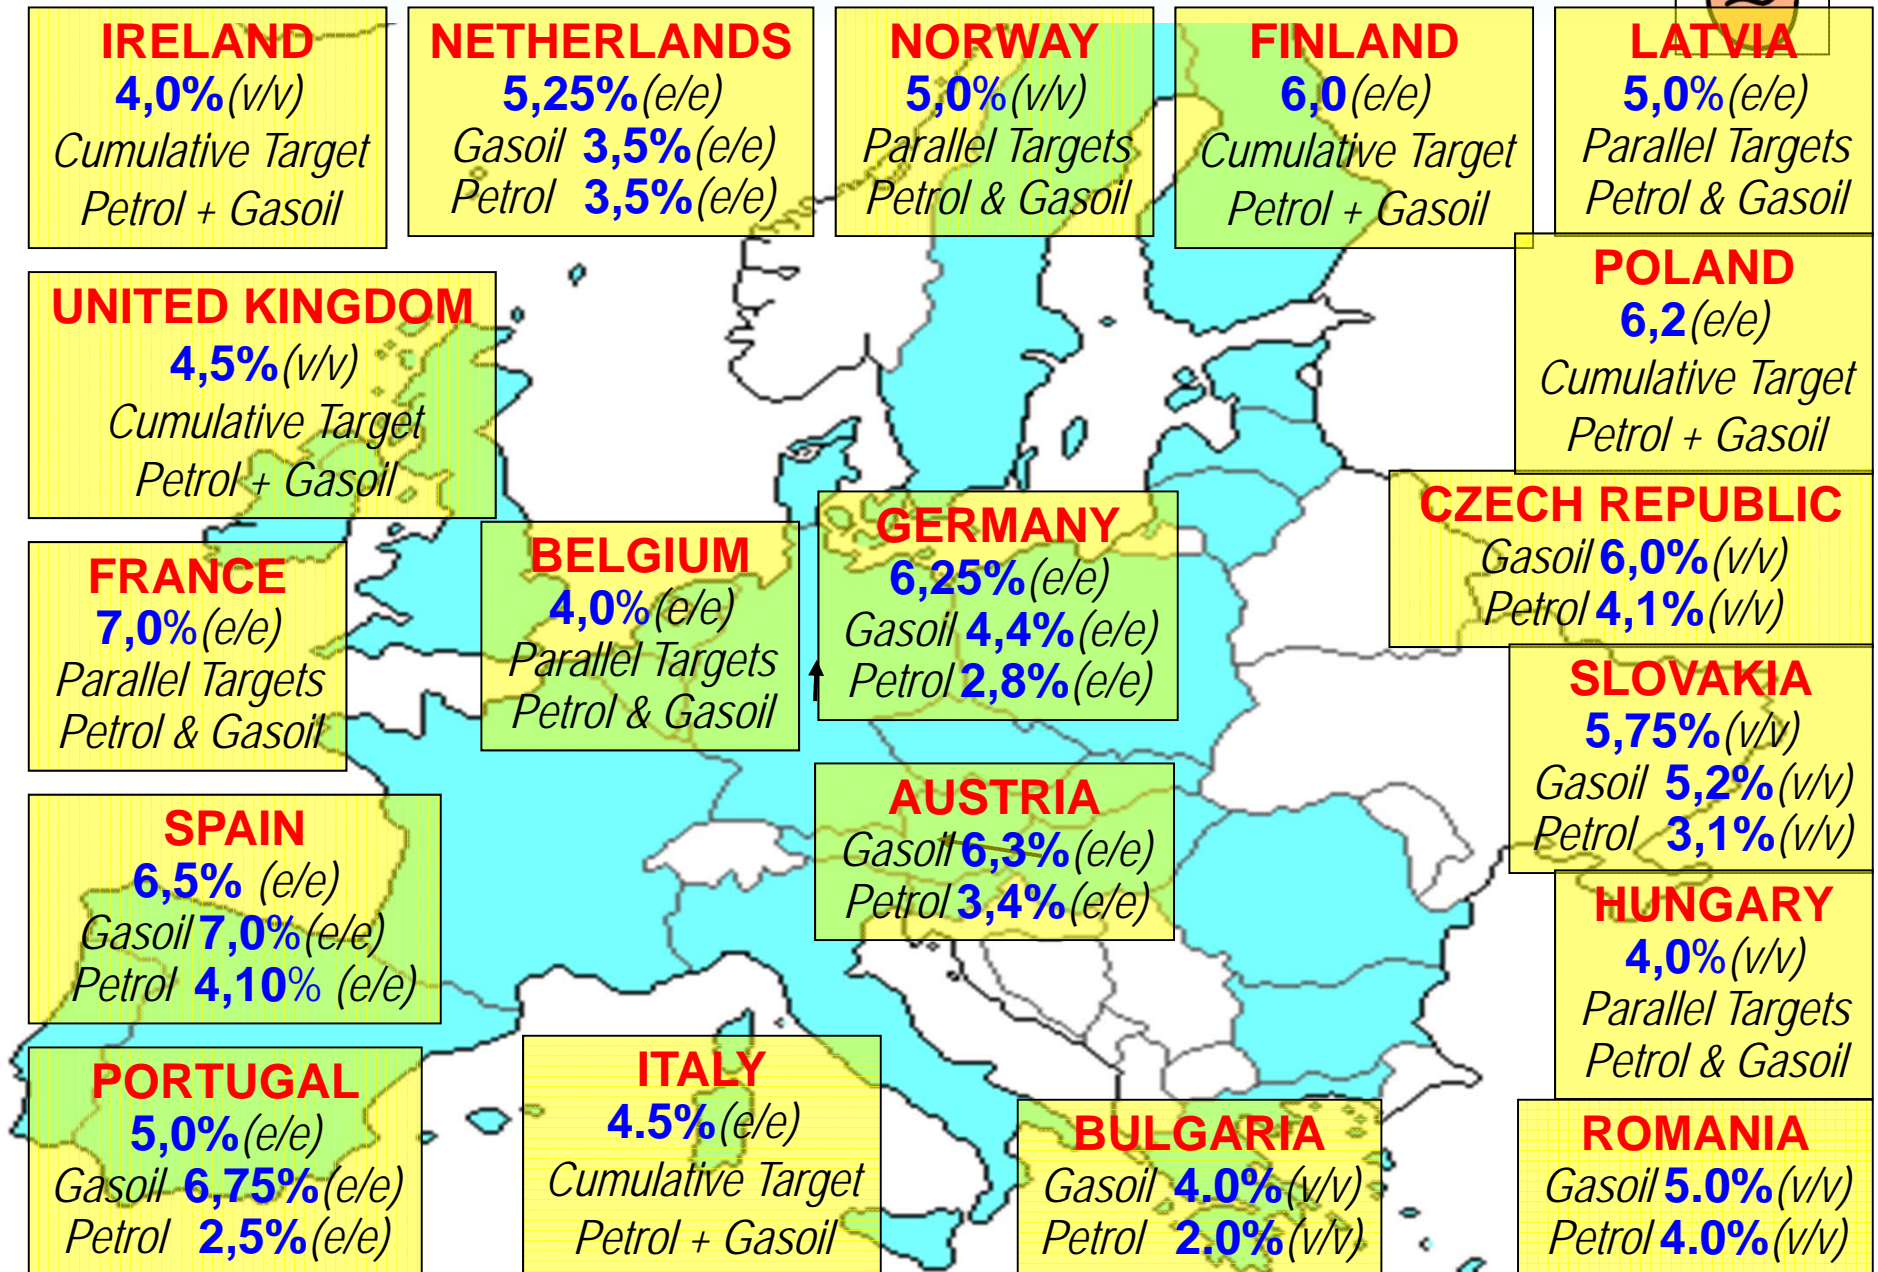 IRELAND
4,0% (v/v)
Cumulative Target
Petrol + Gasoil
NETHERLANDS
5,25% (e/e)
Gasoil 3,5% (e/e)
Petrol 3,5% (e/e)
NORWAY
5,0% (v/v)
Parallel Targets
Petrol & Gasoil
FINLAND
6,0 (e/e)
Cumulative Target
Petrol + Gasoil
LATVIA
5,0% (e/e)
Parallel Targets
Petrol & Gasoil
UNITED KINGDOM
4,5% (v/v)
Cumulative Target
Petrol + Gasoil
POLAND
6,2 (e/e)
Cumulative Target
Petrol + Gasoil
FRANCE
7,0% (e/e)
Parallel Targets
Petrol & Gasoil
BELGIUM
4,0% (e/e)
Parallel Targets
Petrol & Gasoil
GERMANY
6,25% (e/e)
Gasoil 4,4% (e/e)
Petrol 2,8% (e/e)
CZECH REPUBLIC
Gasoil 6,0% (v/v)
Petrol 4,1% (v/v)
SLOVAKIA
5,75% (v/v)
Gasoil 5,2% (v/v)
Petrol 3,1% (v/v)
SPAIN
6,5% (e/e)
Gasoil 7,0% (e/e)
Petrol 4,10% (e/e)
AUSTRIA
Gasoil 6,3% (e/e)
Petrol 3,4% (e/e)
HUNGARY
4,0% (v/v)
Parallel Targets
Petrol & Gasoil
PORTUGAL
5,0% (e/e)
Gasoil 6,75% (e/e)
Petrol 2,5% (e/e)
ITALY
4.5% (e/e)
Cumulative Target
Petrol + Gasoil
BULGARIA
Gasoil 4.0% (v/v)
Petrol 2.0% (v/v)
ROMANIA
Gasoil 5.0% (v/v)
Petrol 4.0% (v/v)